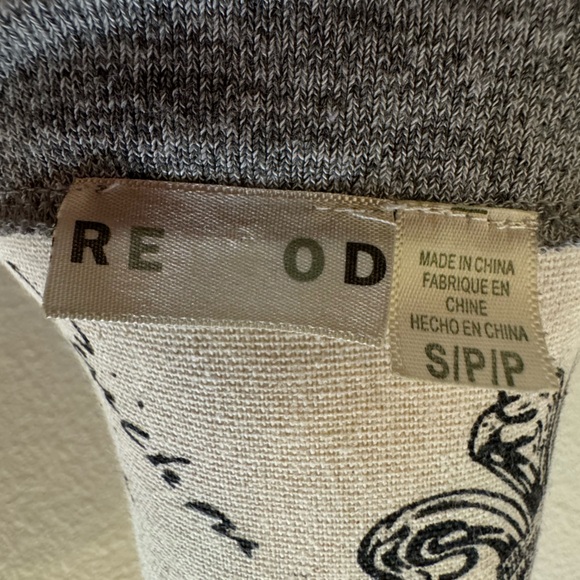 RE OD
MADE IN CHINA
FABRIQUE EN
CHINE
HECHO EN CHINA
S/P/P